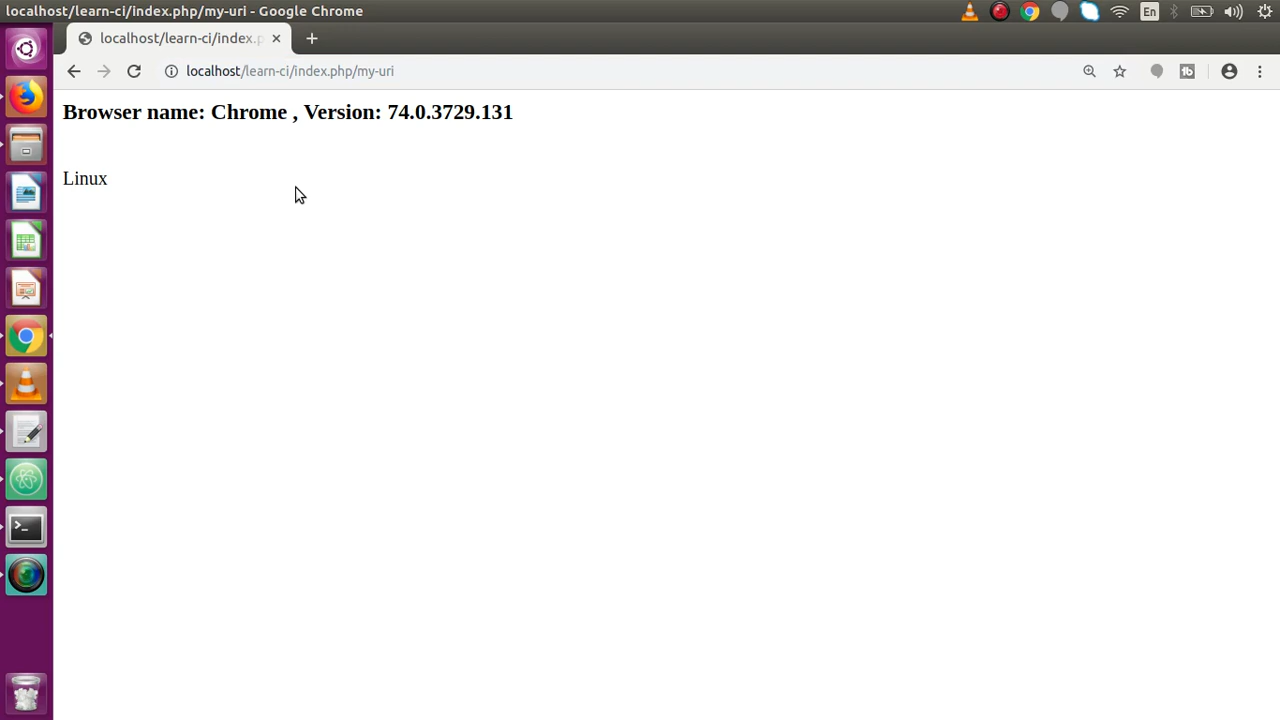 localhost/learn-ci/index.php/my-uri - Google Chrome
En
localhost/learn-ci/index.p
localhost/learn-ci/index.php/my-uri
Browser name: Chrome , Version: 74.0.3729.131
Linux